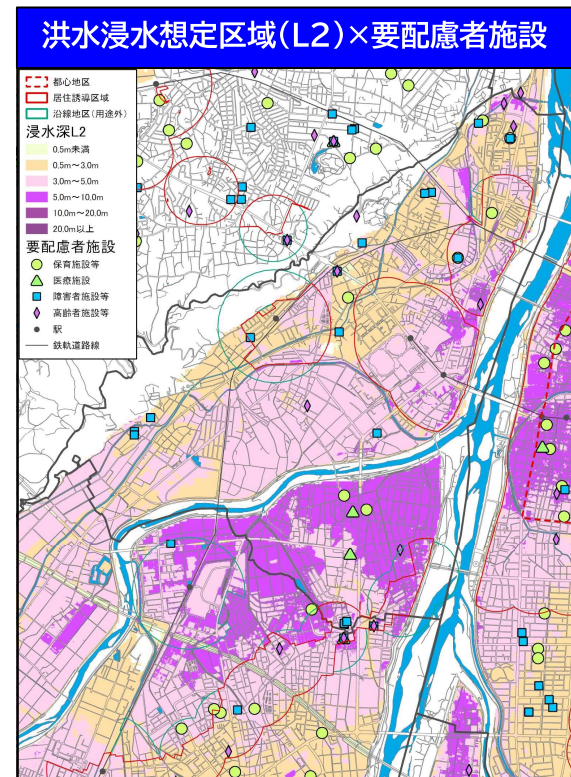 洪水浸水想定区域(L2)×要配慮者施設
都心地区
居住誘導区域
沿線地区(用途外)
浸水深L2
0.5m未満
0.5m~3.0m
3.0m~5.0m
5.0m~10.0m
10.0m~20.0m
20.0m以上
要配慮者施設
保育施設等
医療施設
障害者施設等
高齢者施設等
駅
鉄軌道路線